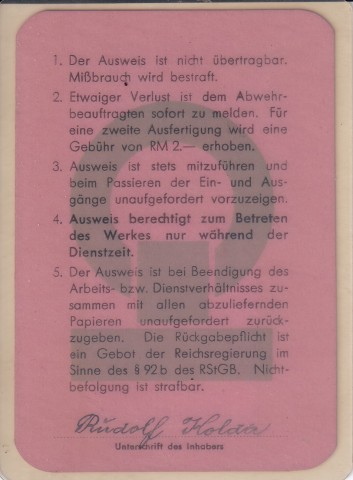 1. Der Ausweis ist nicht übertragbar.
Mißbrauch wird bestraft.
2. Etwaiger Verlust ist dem Abwehr-
beauftragten sofort zu melden. Für
eine zweite Ausfertigung wird eine
Gebühr von RM 2.— erhoben.
3. Ausweis ist stets mitzuführen und
beim Passieren der Ein- und Aus-
gänge unaufgefordert vorzuzeigen.
4. Ausweis berechtigt zum Betreten
des Werkes nur während der
Dienstzeit.
5. Der Ausweis ist bei Beendigung des
Arbeits- bzw. Dienstverhältnisses zu-
sammen mit allen abzuliefernden
Papieren unaufgefordert zurück-
zugeben. Die Rückgabepflicht ist
ein Gebot der Reichsregierung im
Sinne des § 92 b des RStGB. Nicht-
befolgung ist strafbar.
Rudolf
Unterschrift des Inhabers